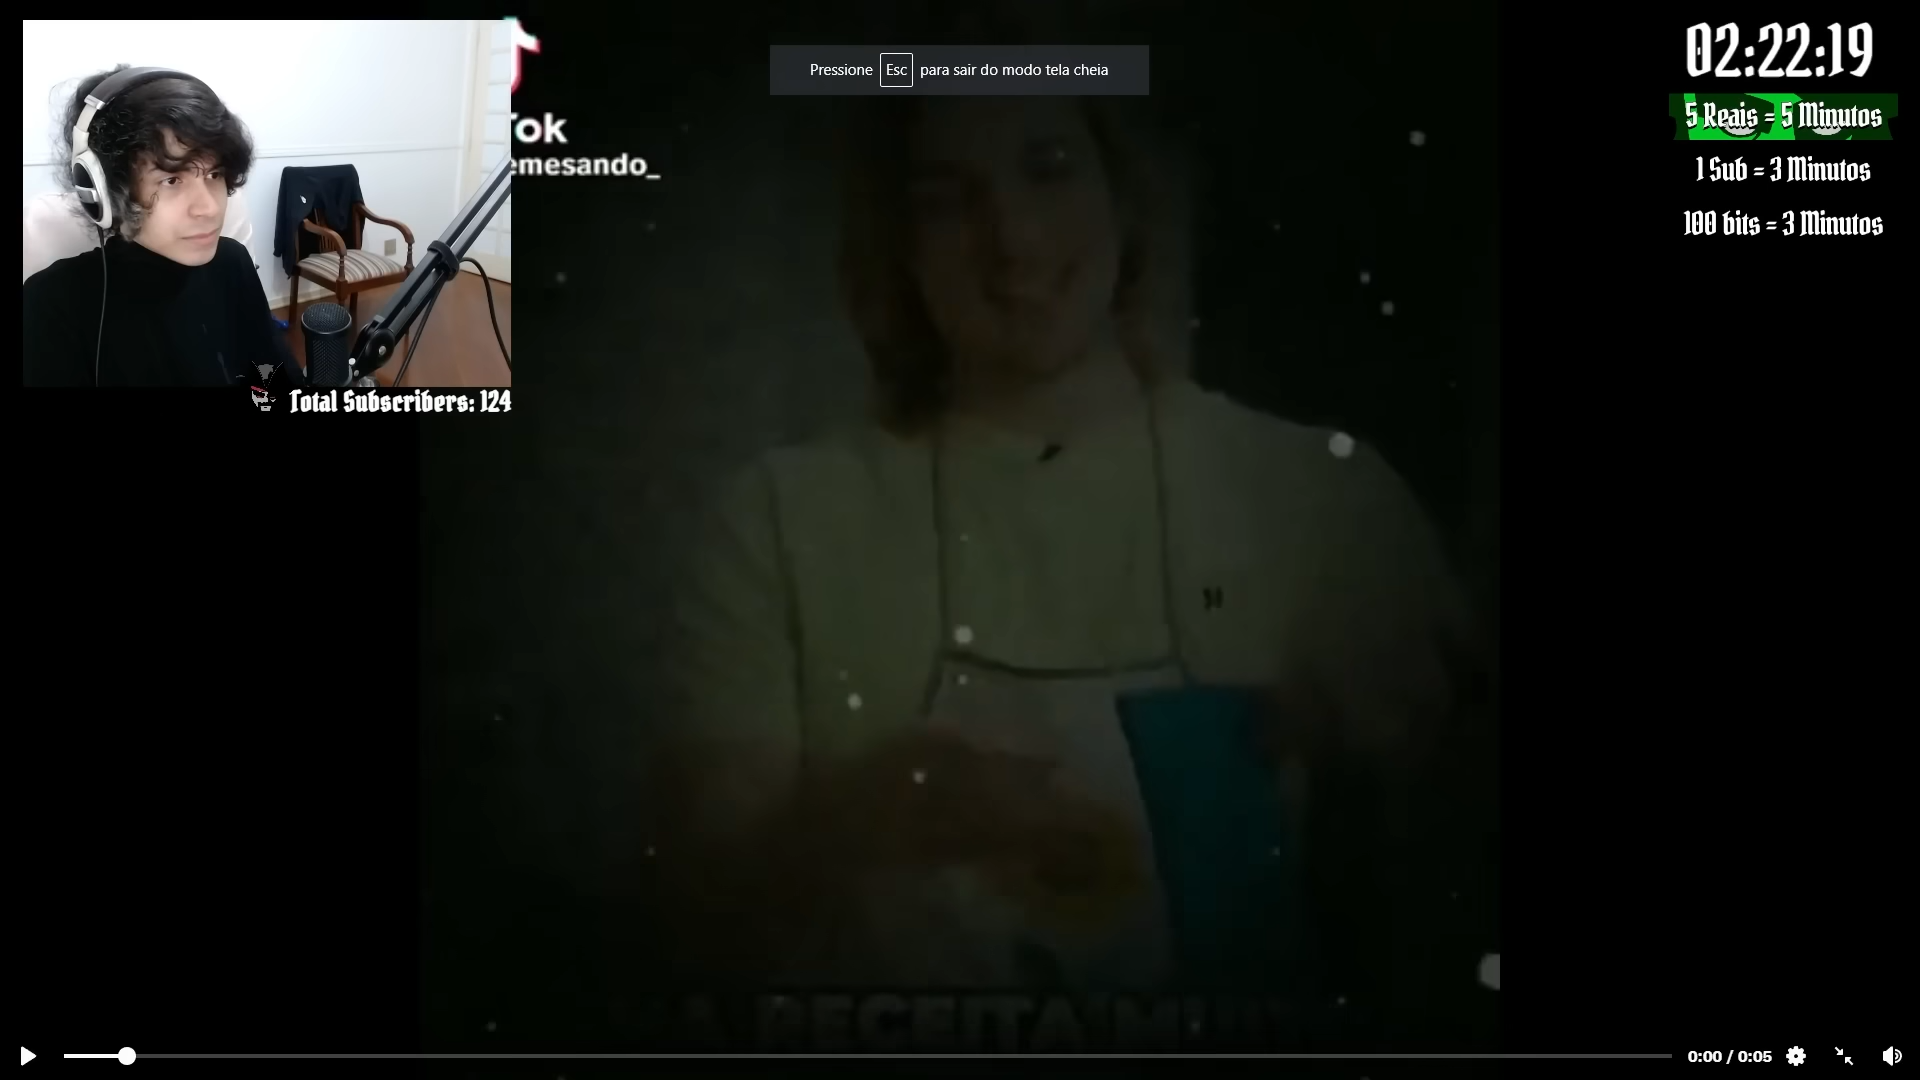 Tok
emesando_
Pressione Esc para sair do modo tela cheia
02:22:19
5 Reais = 5 Minutos
1 Sub = 3 Minutos
100 bits = 3 Minutos
Total Subscribers: 124
RECEITA
0:00 / 0:05